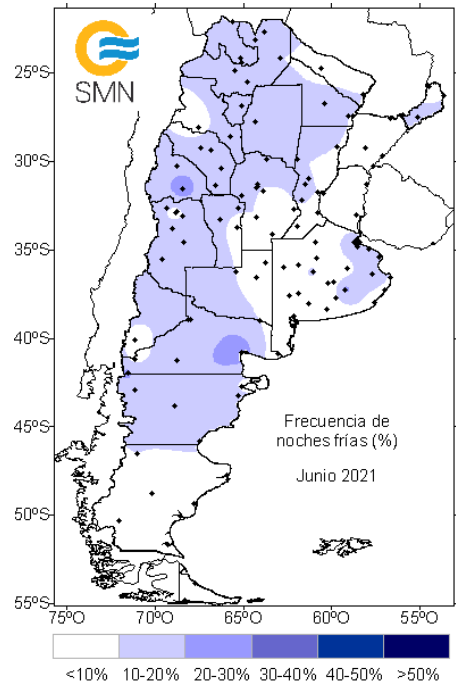 SMN
25ºS
30ºS
35ºS
40ºS
45ºS
50ºS
55ºS
Frecuencia de
noches frías (%)
Junio 2021
75ºO 70ºO 65ºO 60ºO 55ºO
<10% 10-20% 20-30% 30-40% 40-50% >50%